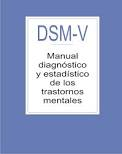 DSM-V
Manual
diagnóstico
y estadístico
de los
trastornos
mentales